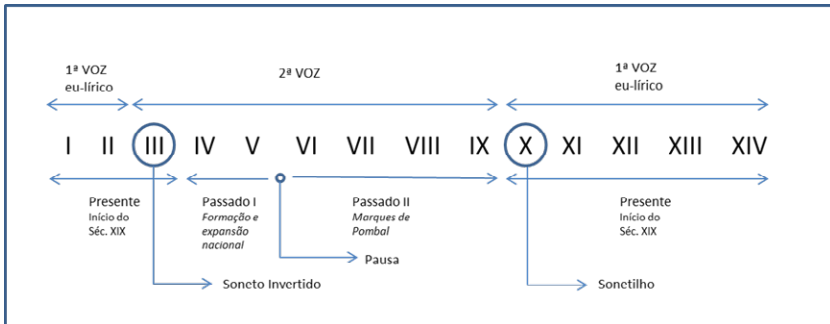 1ª VOZ
eu-lírico
2ª VOZ
1ª VOZ
eu-lírico
I II III IV V VI VII VIII IX X XI XII XIII XIV
Presente
Início do
Séc. XIX
Passado I
Formação e
expansão
nacional
Passado II
Marques de
Pombal
Presente
Início do
Séc. XIX
Pausa
Soneto Invertido
Sonetilho